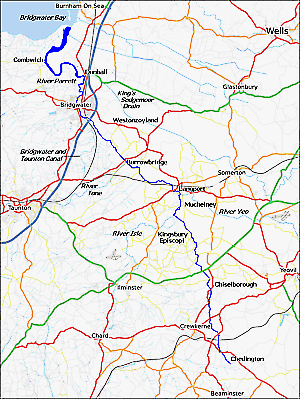 Burnham On Sea
Bridgwater Bay
Wells
Combwich
Dunball
River Parrett
Glastonbury
King's
Sedgemoor
Drain
Bridgwater
Westonzoyland
Bridgwater and
Taunton Canal
Burrowbridge
Somerton
River
Tone
Langport
Taunton
Muchelney
River Yeo
River Isle
Kingsbury
Episcopi
Yeovil
Ilminster
Chiselborough
Chard
Crewkerne
Chedington
Beaminster